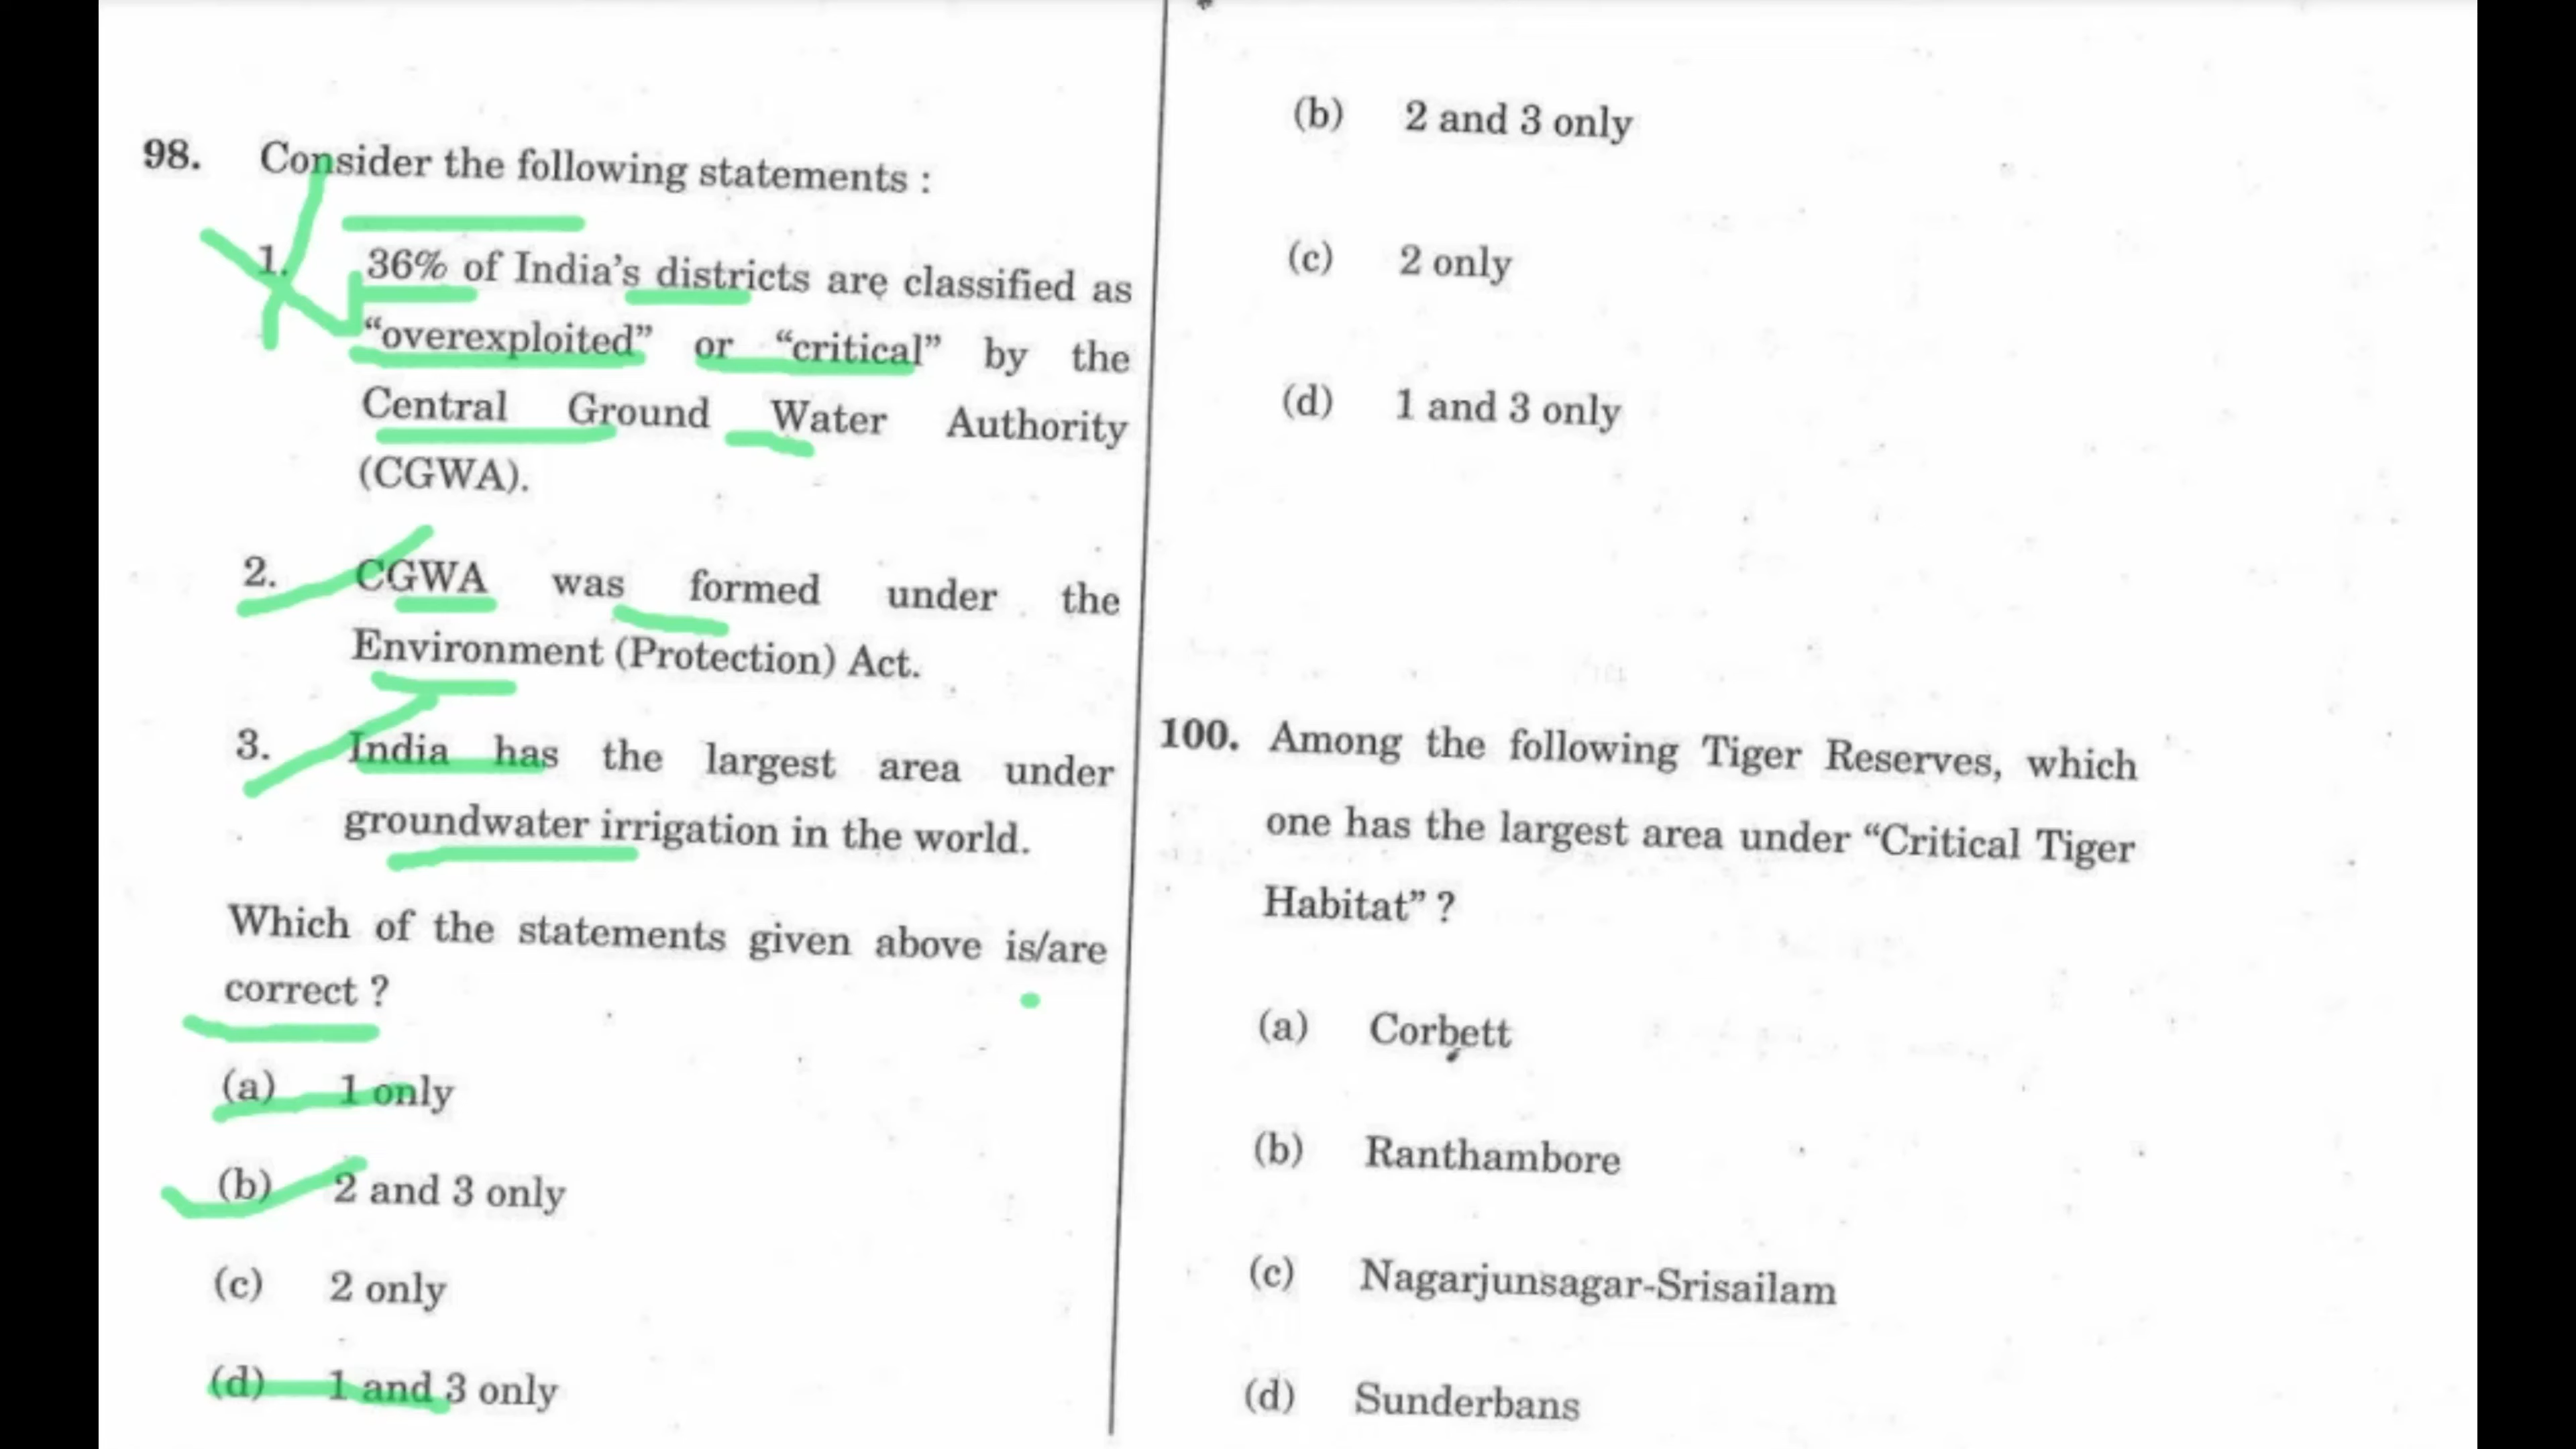 98. Consider the following statements :
1. 36% of India's districts are classified as
“overexploited” or “critical” by the
Central Ground Water Authority
(CGWA).
2. CGWA was formed under the
Environment (Protection) Act.
3. India has the largest area under
groundwater irrigation in the world.
Which of the statements given above is/are
correct ?
(a) 1 only
(b) 2 and 3 only
(c) 2 only
(d) 1 and 3 only
(b) 2 and 3 only
(c) 2 only
(d) 1 and 3 only
100. Among the following Tiger Reserves, which
one has the largest area under “Critical Tiger
Habitat” ?
(a) Corbett
(b) Ranthambore
(c) Nagarjunsagar-Srisailam
(d) Sunderbans